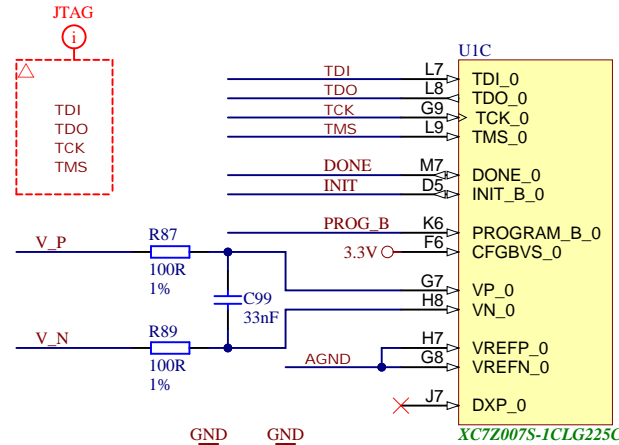 JTAG
i
TDI
TDO
TCK
TMS
U1C
TDI L7 TDI_0
TDO L8 TDO_0
TCK G9 TCK_0
TMS L9 TMS_0
DONE M7 DONE_0
INIT D5 INIT_B_0
PROG_B K6 PROGRAM_B_0
3.3V F6 CFGBVS_0
V_P R87 G7 VP_0
100R
1%
C99
33nF
V_N R89 H8 VN_0
100R
1%
AGND H7 VREFP_0
G8 VREFN_0
J7 DXP_0
GND GND XC7Z007S-1CLG225C